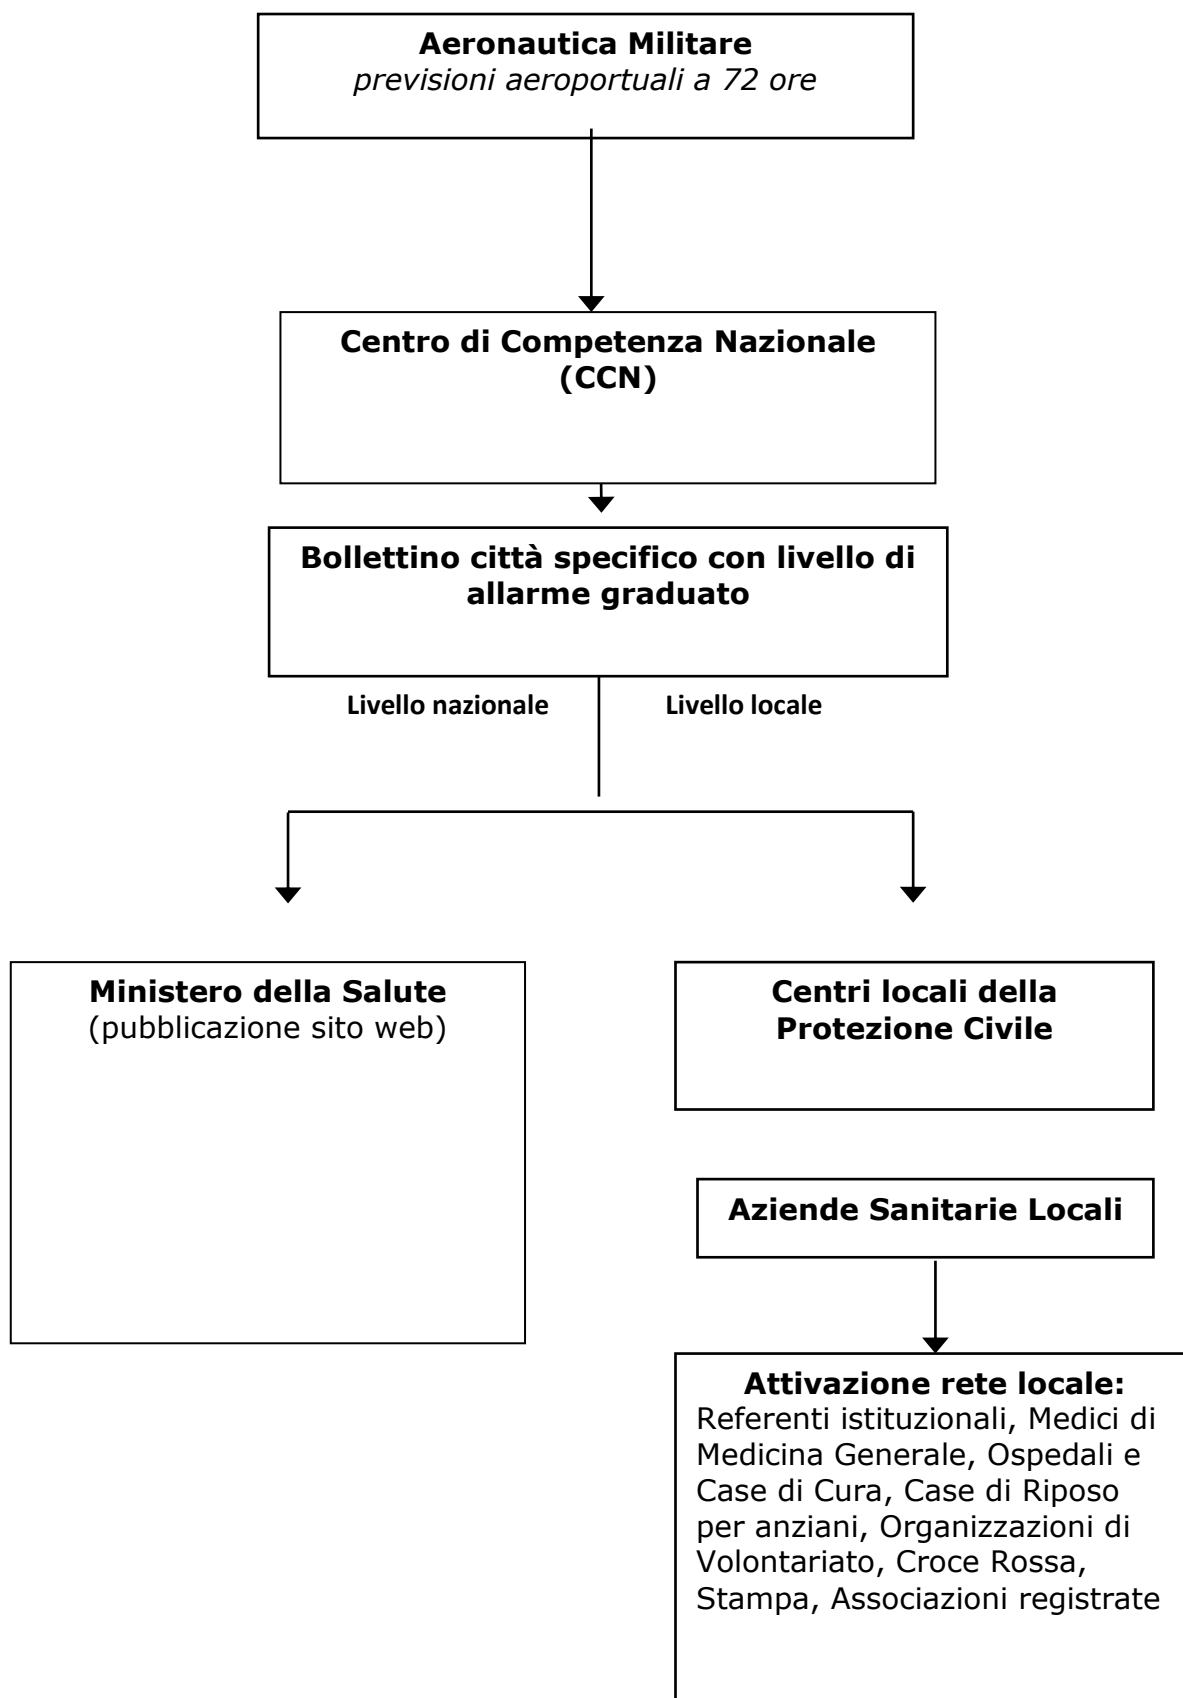 Aeronautica Militare
previsioni aeroportuali a 72 ore
Centro di Competenza Nazionale
(CCN)
Bollettino città specifico con livello di
allarme graduato
Livello nazionale
Livello locale
Ministero della Salute
(pubblicazione sito web)
Centri locali della
Protezione Civile
Aziende Sanitarie Locali
Attivazione rete locale:
Referenti istituzionali, Medici di
Medicina Generale, Ospedali e
Case di Cura, Case di Riposo
per anziani, Organizzazioni di
Volontariato, Croce Rossa,
Stampa, Associazioni registrate